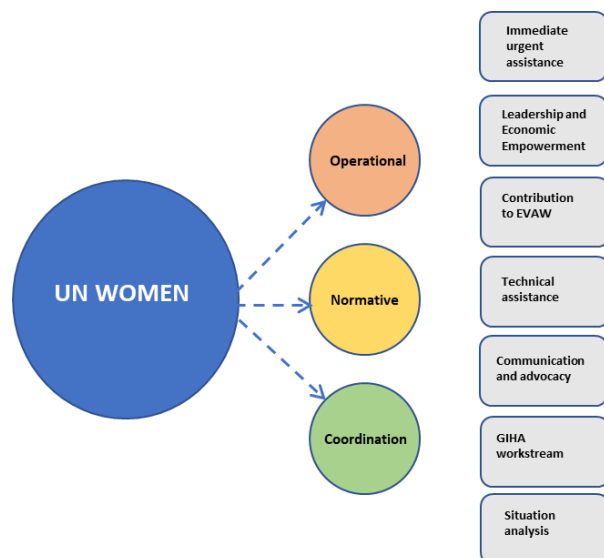 UN WOMEN
Operational
Normative
Coordination
Immediate
urgent
assistance
Leadership and
Economic
Empowerment
Contribution
to EVAW
Technical
assistance
Communication
and advocacy
GIHA
workstream
Situation
analysis